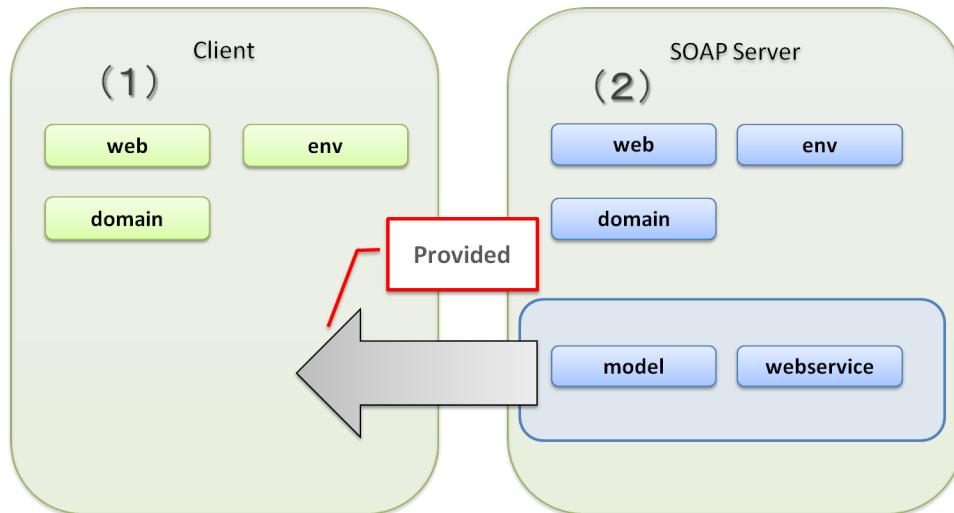 Client
（1）
web
env
domain
SOAP Server
（2）
web
env
domain
Provided
model
webservice